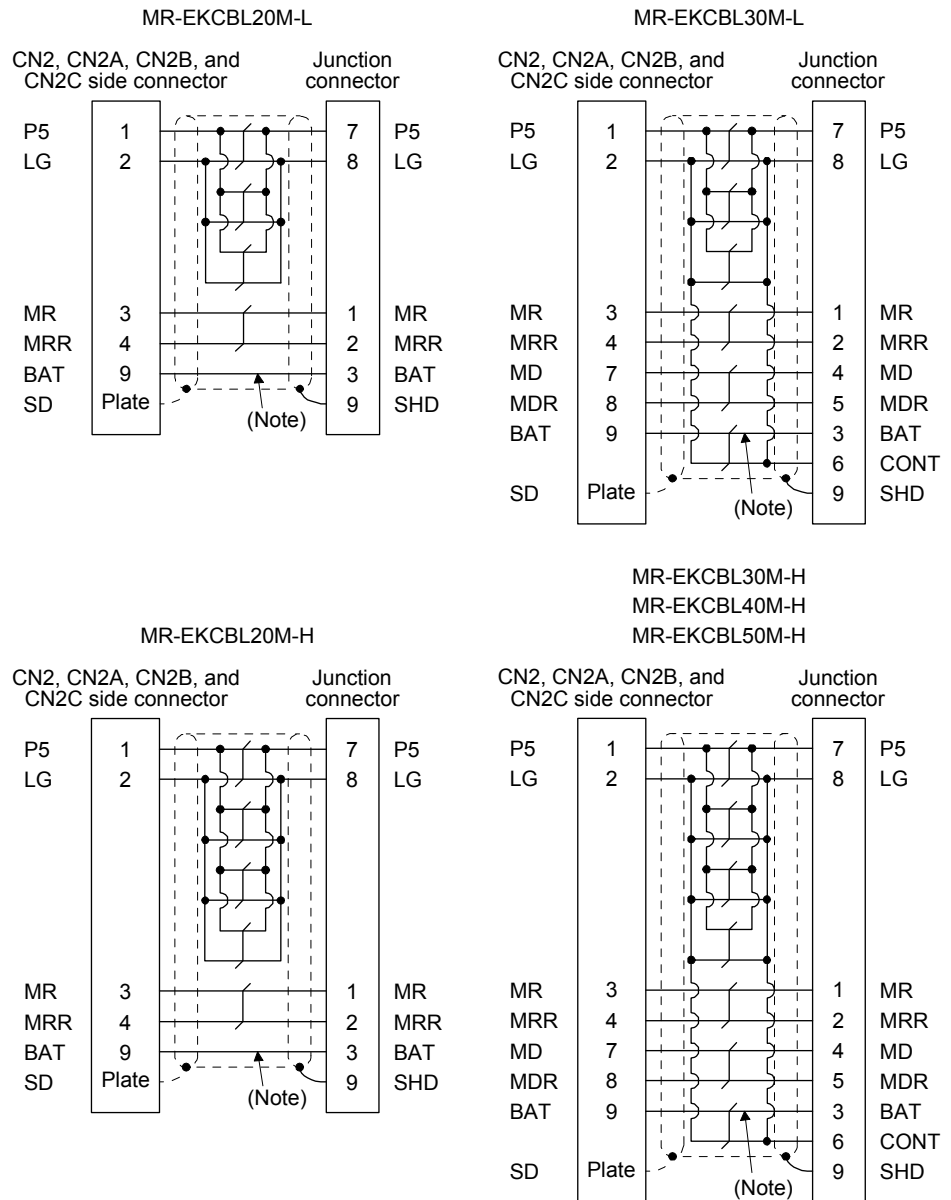 MR-EKCBL20M-L
CN2, CN2A, CN2B, and
CN2C side connector
Junction
connector
P5 1 7 P5
LG 2 8 LG
MR 3 1 MR
MRR 4 2 MRR
BAT 9 3 BAT
SD Plate 9 SHD
(Note)
MR-EKCBL30M-L
CN2, CN2A, CN2B, and
CN2C side connector
Junction
connector
P5 1 7 P5
LG 2 8 LG
MR 3 1 MR
MRR 4 2 MRR
MD 7 4 MD
MDR 8 5 MDR
BAT 9 3 BAT
6 CONT
SD Plate 9 SHD
(Note)
MR-EKCBL20M-H
CN2, CN2A, CN2B, and
CN2C side connector
Junction
connector
P5 1 7 P5
LG 2 8 LG
MR 3 1 MR
MRR 4 2 MRR
BAT 9 3 BAT
SD Plate 9 SHD
(Note)
MR-EKCBL30M-H
MR-EKCBL40M-H
MR-EKCBL50M-H
CN2, CN2A, CN2B, and
CN2C side connector
Junction
connector
P5 1 7 P5
LG 2 8 LG
MR 3 1 MR
MRR 4 2 MRR
MD 7 4 MD
MDR 8 5 MDR
BAT 9 3 BAT
6 CONT
SD Plate 9 SHD
(Note)